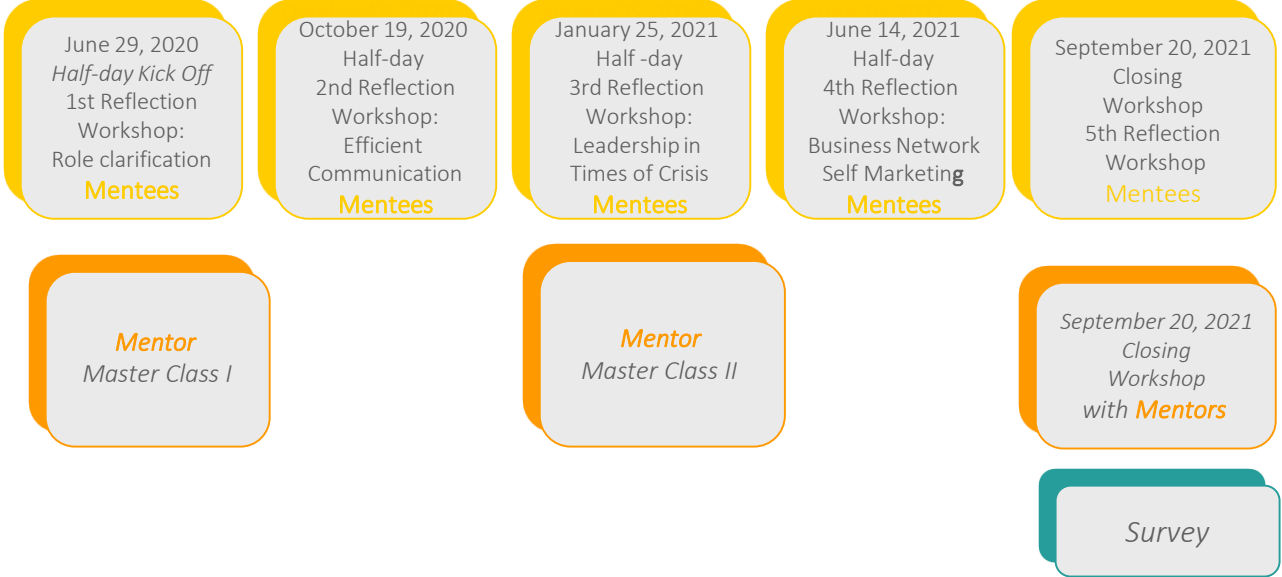 June 29, 2020
Half-day Kick Off
1st Reflection
Workshop:
Role clarification
Mentees
October 19, 2020
Half-day
2nd Reflection
Workshop:
Efficient
Communication
Mentees
January 25, 2021
Half -day
3rd Reflection
Workshop:
Leadership in
Times of Crisis
Mentees
June 14, 2021
Half-day
4th Reflection
Workshop:
Business Network
Self Marketing
Mentees
September 20, 2021
Closing
Workshop
5th Reflection
Workshop
Mentees
Mentor
Master Class I
Mentor
Master Class II
September 20, 2021
Closing
Workshop
with Mentors
Survey